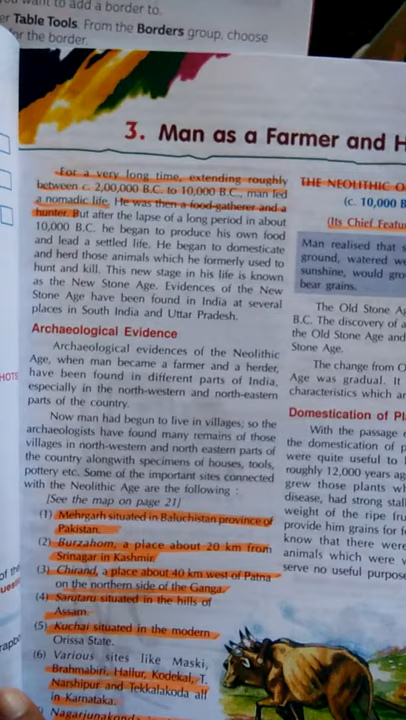 want to add a border to.
er Table Tools. From the Borders group, choose
for the border.
3. Man as a Farmer and H
For a very long time, extending roughly
between c. 2,00,000 B.C. to 10,000 B.C., man led
a nomadic life. He was then a food-gatherer and a
hunter. But after the lapse of a long period in about
10,000 B.C. he began to produce his own food
and lead a settled life. He began to domesticate
and herd those animals which he formerly used to
hunt and kill. This new stage in his life is known
as the New Stone Age. Evidences of the New
Stone Age have been found in India at several
places in South India and Uttar Pradesh.
Archaeological Evidence
Archaeological evidences of the Neolithic
Age, when man became a farmer and a herder,
have been found in different parts of India,
especially in the north-western and north-eastern
parts of the country.
Now man had begun to live in villages, so the
archaeologists have found many remains of those
villages in north-western and north eastern parts of
the country alongwith specimens of houses, tools,
pottery etc. Some of the important sites connected
with the Neolithic Age are the following :
[See the map on page 21]
(1) Mehrgarh situated in Baluchistan province of
Pakistan.
(2) Burzahom, a place about 20 km from
Srinagar in Kashmir.
(3) Chirand, a place about 40 km west of Patna
on the northern side of the Ganga.
(4) Sarutaru situated in the hills of
Assam.
(5) Kuchai situated in the modern
Orissa State.
(6) Various sites like Maski,
Brahmabiri, Hallur, Kodekal, T.
Narshipur and Tekkalakoda all
in Karnataka.
Nagarjunakonda
THE NEOLITHIC O
(c. 10,000 B
(Its Chief Featur
Man realised that s
ground, watered we
sunshine, would gro
bear grains.
The Old Stone Ag
B.C. The discovery of a
the Old Stone Age and
Stone Age.
The change from O
Age was gradual. It
characteristics which ar
Domestication of Pl
With the passage
the domestication of p
were quite useful to
roughly 12,000 years ag
grew those plants wh
disease, had strong stal
weight of the ripe fru
provide him grains for f
know that there were
animals which were v
serve no useful purpose
HOTS
of the